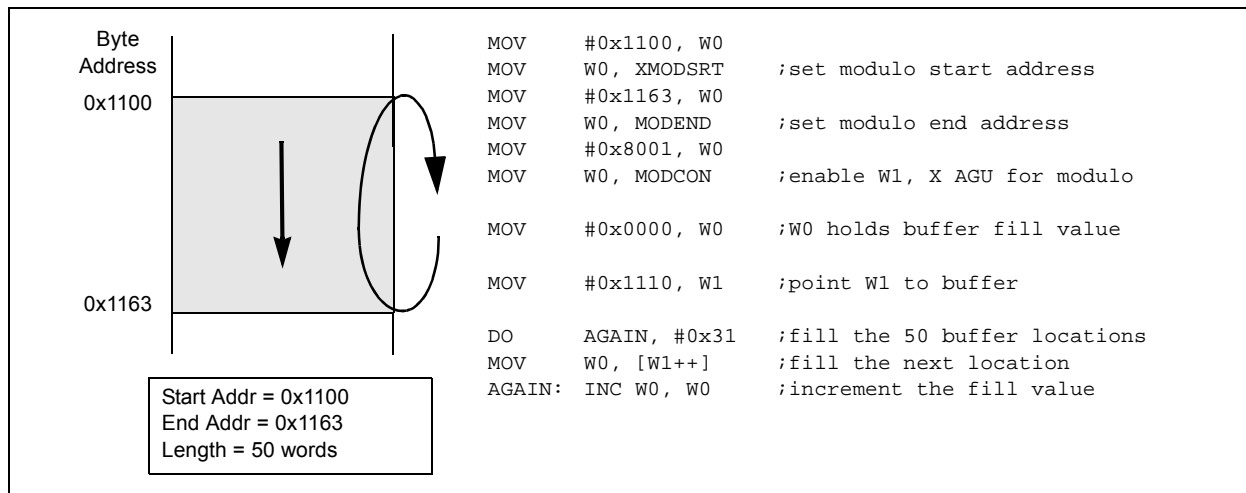 Byte
Address
0x1100
0x1163
Start Addr = 0x1100
End Addr = 0x1163
Length = 50 words
MOV #0x1100, W0
MOV W0, XMODSRT ;set modulo start address
MOV #0x1163, W0
MOV W0, MODEND ;set modulo end address
MOV #0x8001, W0
MOV W0, MODCON ;enable W1, X AGU for modulo
MOV #0x0000, W0 ;W0 holds buffer fill value
MOV #0x1110, W1 ;point W1 to buffer
DO AGAIN, #0x31 ;fill the 50 buffer locations
MOV W0, [W1++] ;fill the next location
AGAIN: INC W0, W0 ;increment the fill value